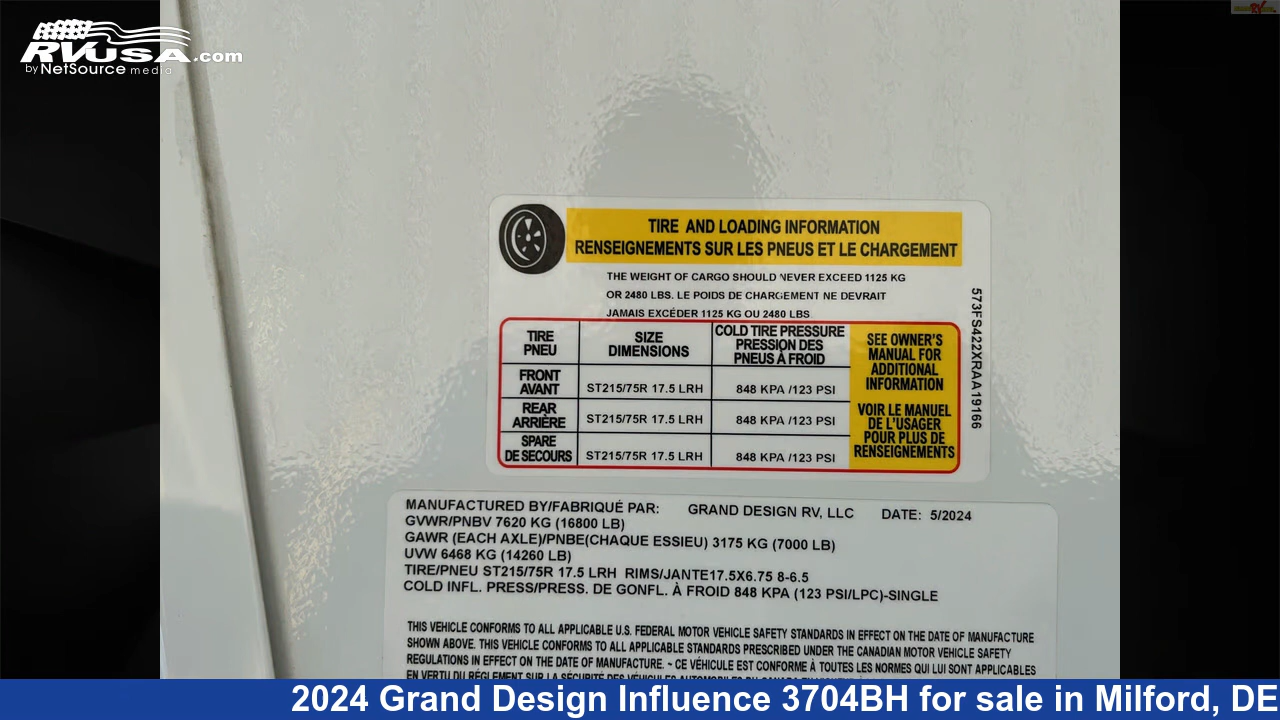 RVUSA.com
by NetSource media
TIRE AND LOADING INFORMATION
RENSEIGNEMENTS SUR LES PNEUS ET LE CHARGEMENT
THE WEIGHT OF CARGO SHOULD NEVER EXCEED 1125 KG
OR 2480 LBS. LE POIDS DE CHARGEMENT NE DEVRAIT
JAMAIS EXCÉDER 1125 KG OU 2480 LBS
TIRE
PNEU
SIZE
DIMENSIONS
COLD TIRE PRESSURE
PRESSION DES
PNEUS À FROID
FRONT
AVANT
ST215/75R 17.5 LRH
848 KPA /123 PSI
REAR
ARRIÈRE
ST215/75R 17.5 LRH
848 KPA /123 PSI
SPARE
DE SECOURS
ST215/75R 17.5 LRH
848 KPA /123 PSI
SEE OWNER'S
MANUAL FOR
ADDITIONAL
INFORMATION
VOIR LE MANUEL
DE L'USAGER
POUR PLUS DE
RENSEIGNEMENTS
573FS422XRAA19166
MANUFACTURED BY/FABRIQUÉ PAR: GRAND DESIGN RV, LLC DATE: 5/2024
GVWR/PNBV 7620 KG (16800 LB)
GAWR (EACH AXLE)/PNBE(CHAQUE ESSIEU) 3175 KG (7000 LB)
UVW 6468 KG (14260 LB)
TIRE/PNEU ST215/75R 17.5 LRH RIMS/JANTE17.5X6.75 8-6.5
COLD INFL. PRESS/PRESS. DE GONFL. À FROID 848 KPA (123 PSI/LPC)-SINGLE
THIS VEHICLE CONFORMS TO ALL APPLICABLE U.S. FEDERAL MOTOR VEHICLE SAFETY STANDARDS IN EFFECT ON THE DATE OF MANUFACTURE
SHOWN ABOVE. THIS VEHICLE CONFORMS TO ALL APPLICABLE STANDARDS PRESCRIBED UNDER THE CANADIAN MOTOR VEHICLE SAFETY
REGULATIONS IN EFFECT ON THE DATE OF MANUFACTURE. ~ CE VÉHICULE EST CONFORME À TOUTES LES NORMES QUI LUI SONT APPLICABLES
2024 Grand Design Influence 3704BH for sale in Milford, DE